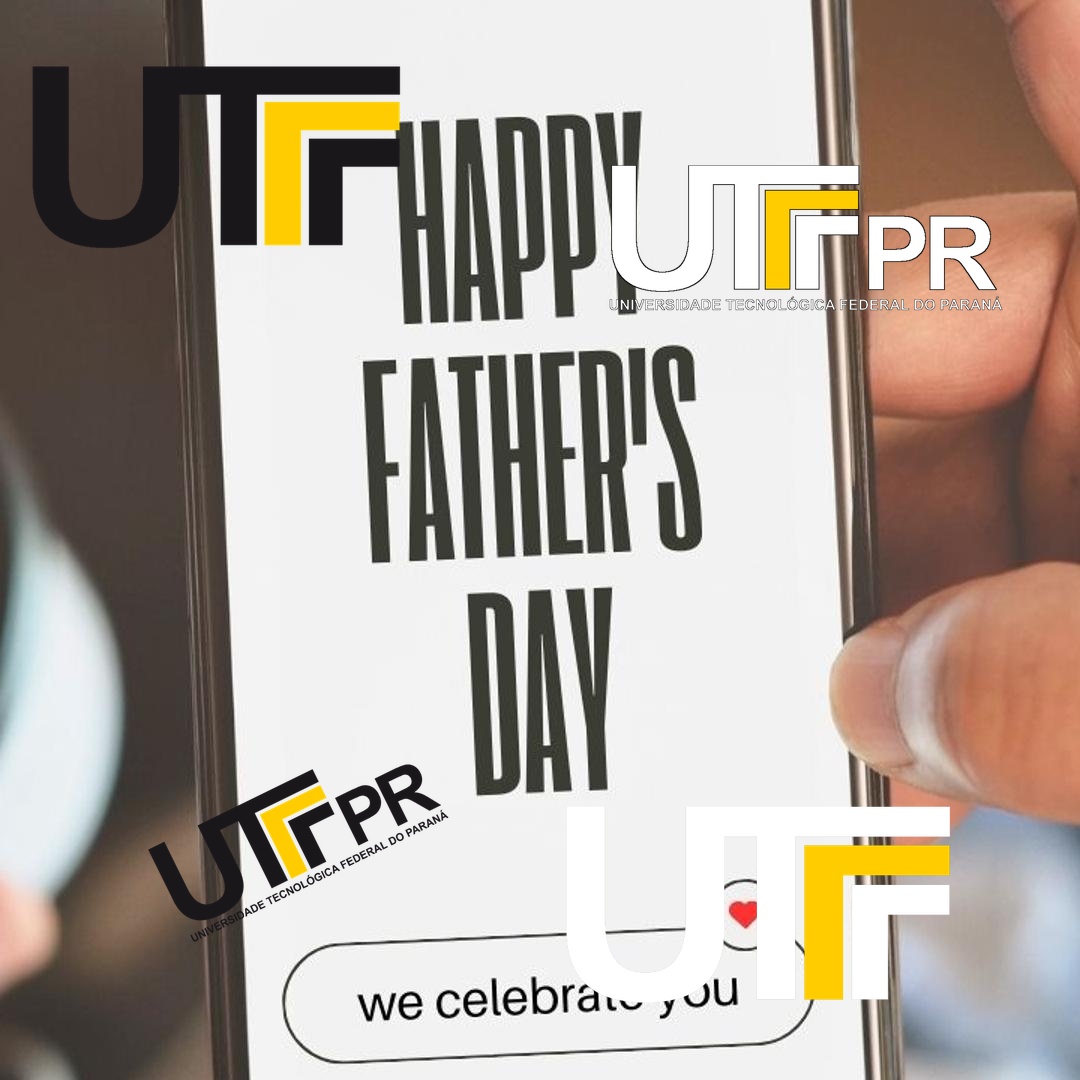 UTF
HAPPY
UTFPR
UNIVERSIDADE TECNOLÓGICA FEDERAL DO PARANÁ
FATHER'S
DAY
UTFPR
UNIVERSIDADE TECNOLÓGICA FEDERAL DO PARANÁ
UTF
we celebrate you